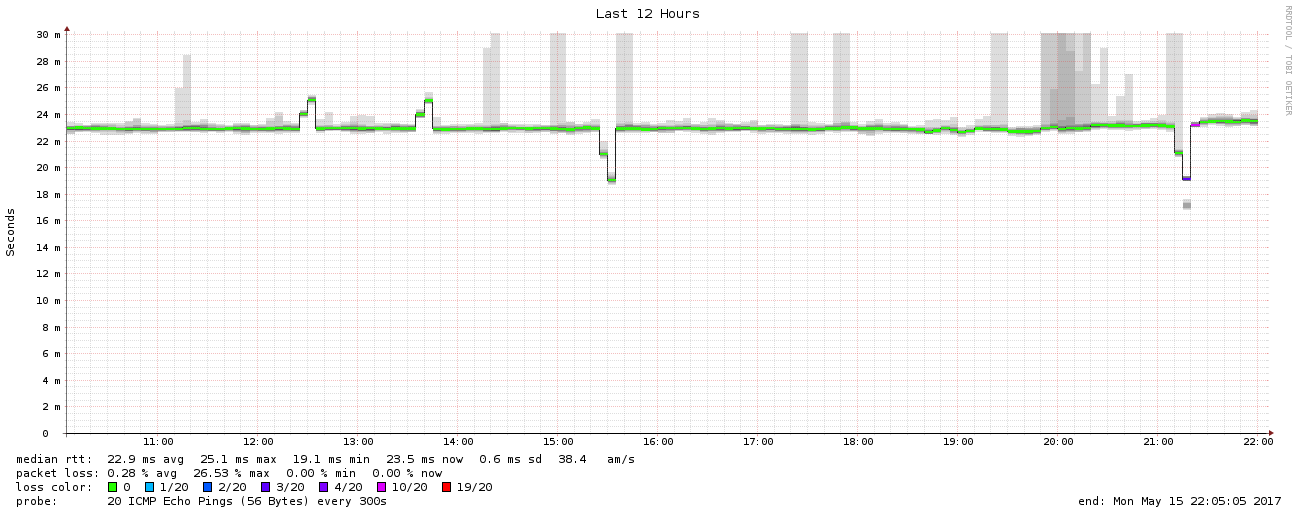 Last 12 Hours
RRDTOOL / TOBI OETIKER
Seconds
30 m
28 m
26 m
24 m
22 m
20 m
18 m
16 m
14 m
12 m
10 m
8 m
6 m
4 m
2 m
0
11:00 12:00 13:00 14:00 15:00 16:00 17:00 18:00 19:00 20:00 21:00 22:00
median rtt: 22.9 ms avg 25.1 ms max 19.1 ms min 23.5 ms now 0.6 ms sd 38.4 am/s
packet loss: 0.28 % avg 26.53 % max 0.00 % min 0.00 % now
loss color: 0 1/20 2/20 3/20 4/20 10/20 19/20
probe: 20 ICMP Echo Pings (56 Bytes) every 300s end: Mon May 15 22:05:05 2017